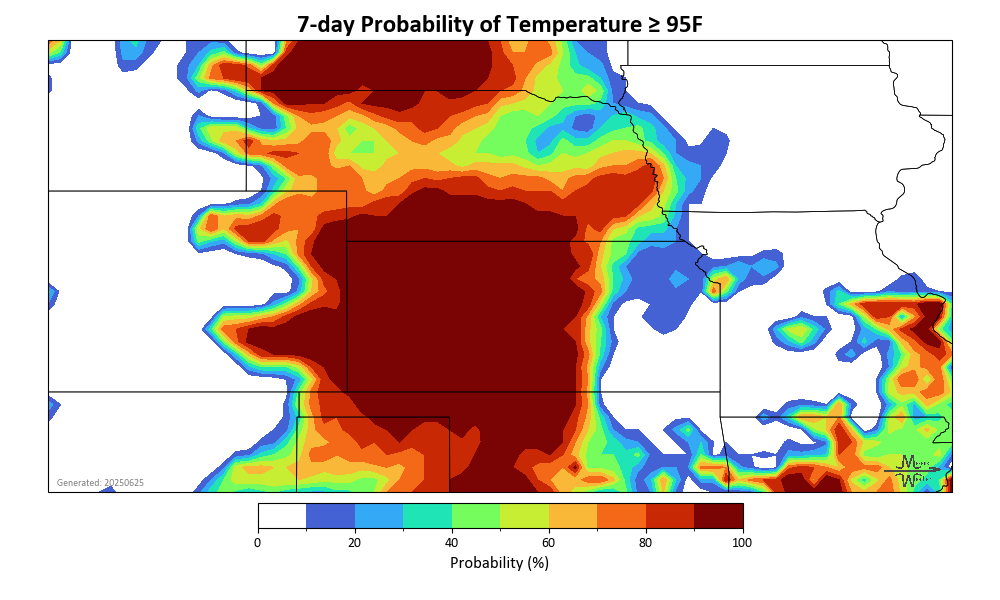 7-day Probability of Temperature ≥ 95F
Generated: 20250625
0 20 40 60 80 100
Probability (%)